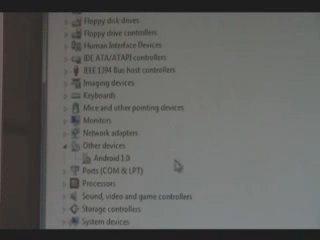 Floppy disk drives
Floppy drive controllers
Human Interface Devices
IDE ATA/ATAPI controllers
IEEE 1394 Bus host controllers
Imaging devices
Keyboards
Mice and other pointing devices
Monitors
Network adapters
Other devices
Android 1.0
Ports (COM & LPT)
Processors
Sound, video and game controllers
Storage controllers
System devices